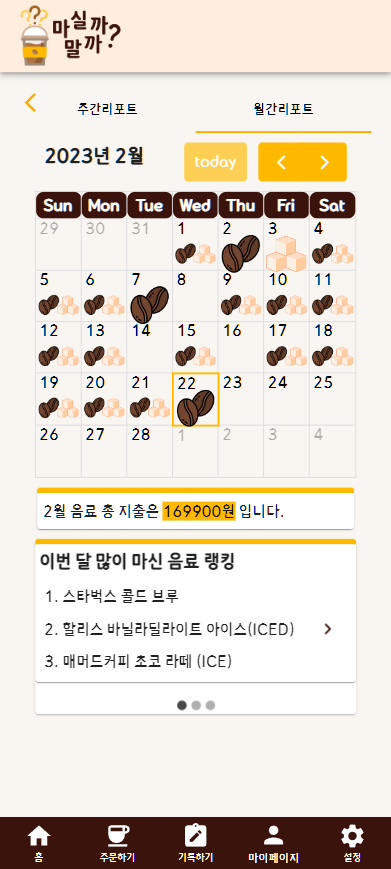 마실까?
말까?
주간리포트 월간리포트
2023년 2월 today
Sun Mon Tue Wed Thu Fri Sat
29 30 31 1 2 3 4
5 6 7 8 9 10 11
12 13 14 15 16 17 18
19 20 21 22 23 24 25
26 27 28 1 2 3 4
2월 음료 총 지출은 169900원 입니다.
이번 달 많이 마신 음료 랭킹
1. 스타벅스 콜드 브루
2. 할리스 바닐라딜라이트 아이스(ICED)
3. 매머드커피 초코 라떼 (ICE)
홈 주문하기 기록하기 마이페이지 설정